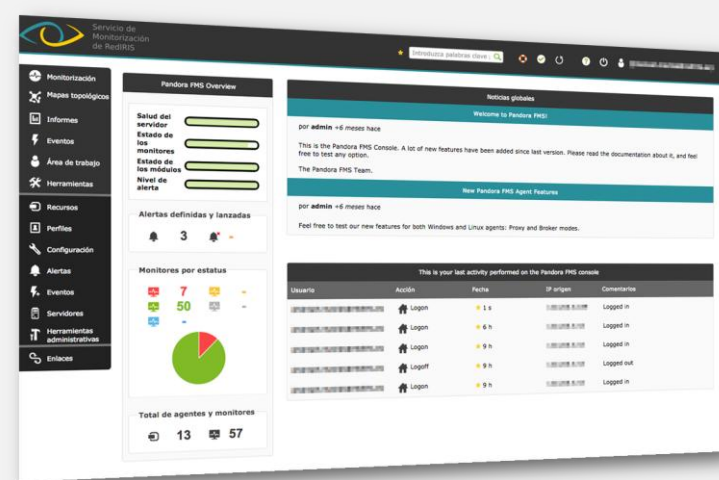 Servicio de
Monitorización
de RedIRIS
Introduzca palabras clave :
Monitorización
Mapas topológicos
Informes
Eventos
Área de trabajo
Herramientas
Recursos
Perfiles
Configuración
Alertas
Eventos
Servidores
Herramientas
administrativas
Enlaces
Pandora FMS Overview
Salud del
servidor
Estado de
los
monitores
Estado de
los módulos
Nivel de
alerta
Alertas definidas y lanzadas
3 -
Monitores por estatus
7 -
50 -
-
Total de agentes y monitores
13 57
Noticias globales
Welcome to Pandora FMS!
por admin +6 meses hace
This is the Pandora FMS Console. A lot of new features have been added since last version. Please read the documentation about it, and feel
free to test any option.
The Pandora FMS Team.
New Pandora FMS Agent Features
por admin +6 meses hace
Feel free to test our new features for both Windows and Linux agents: Proxy and Broker modes.
This is your last activity performed on the Pandora FMS console
Usuario Acción Fecha IP origen Comentarios
Logon 1 s Logged in
Logon 6 h Logged in
Logon 9 h Logged in
Logoff 9 h Logged out
Logon 9 h Logged in